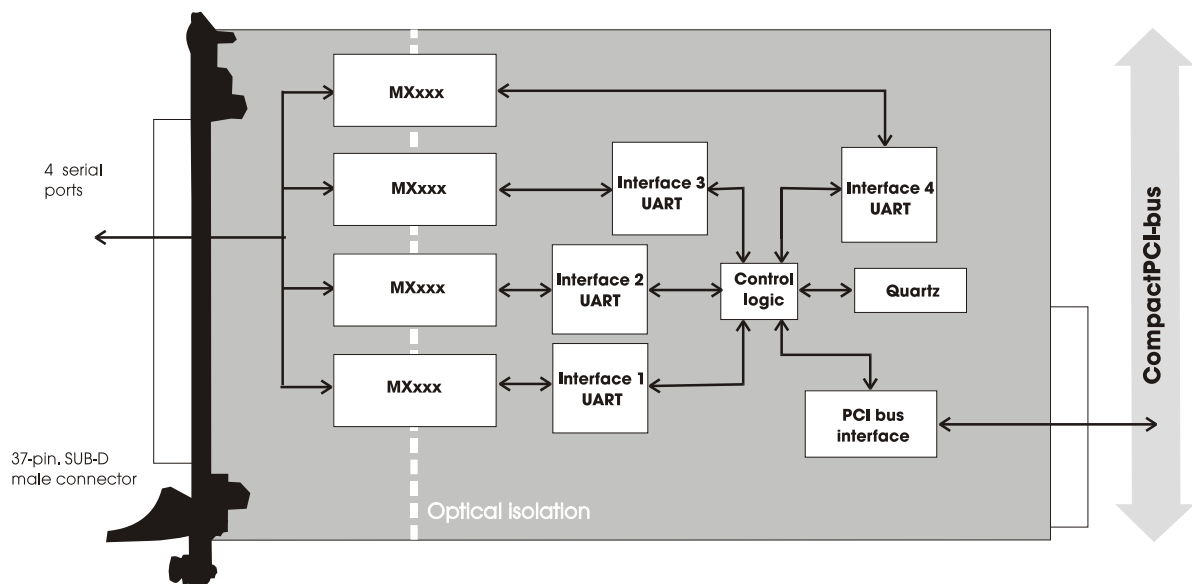 MXxxx
4 serial
ports
MXxxx
Interface 3
UART
Interface 4
UART
MXxxx
Interface 2
UART
Control
logic
Quartz
MXxxx
Interface 1
UART
PCI bus
interface
37-pin, SUB-D
male connector
Optical isolation
CompactPCI-bus